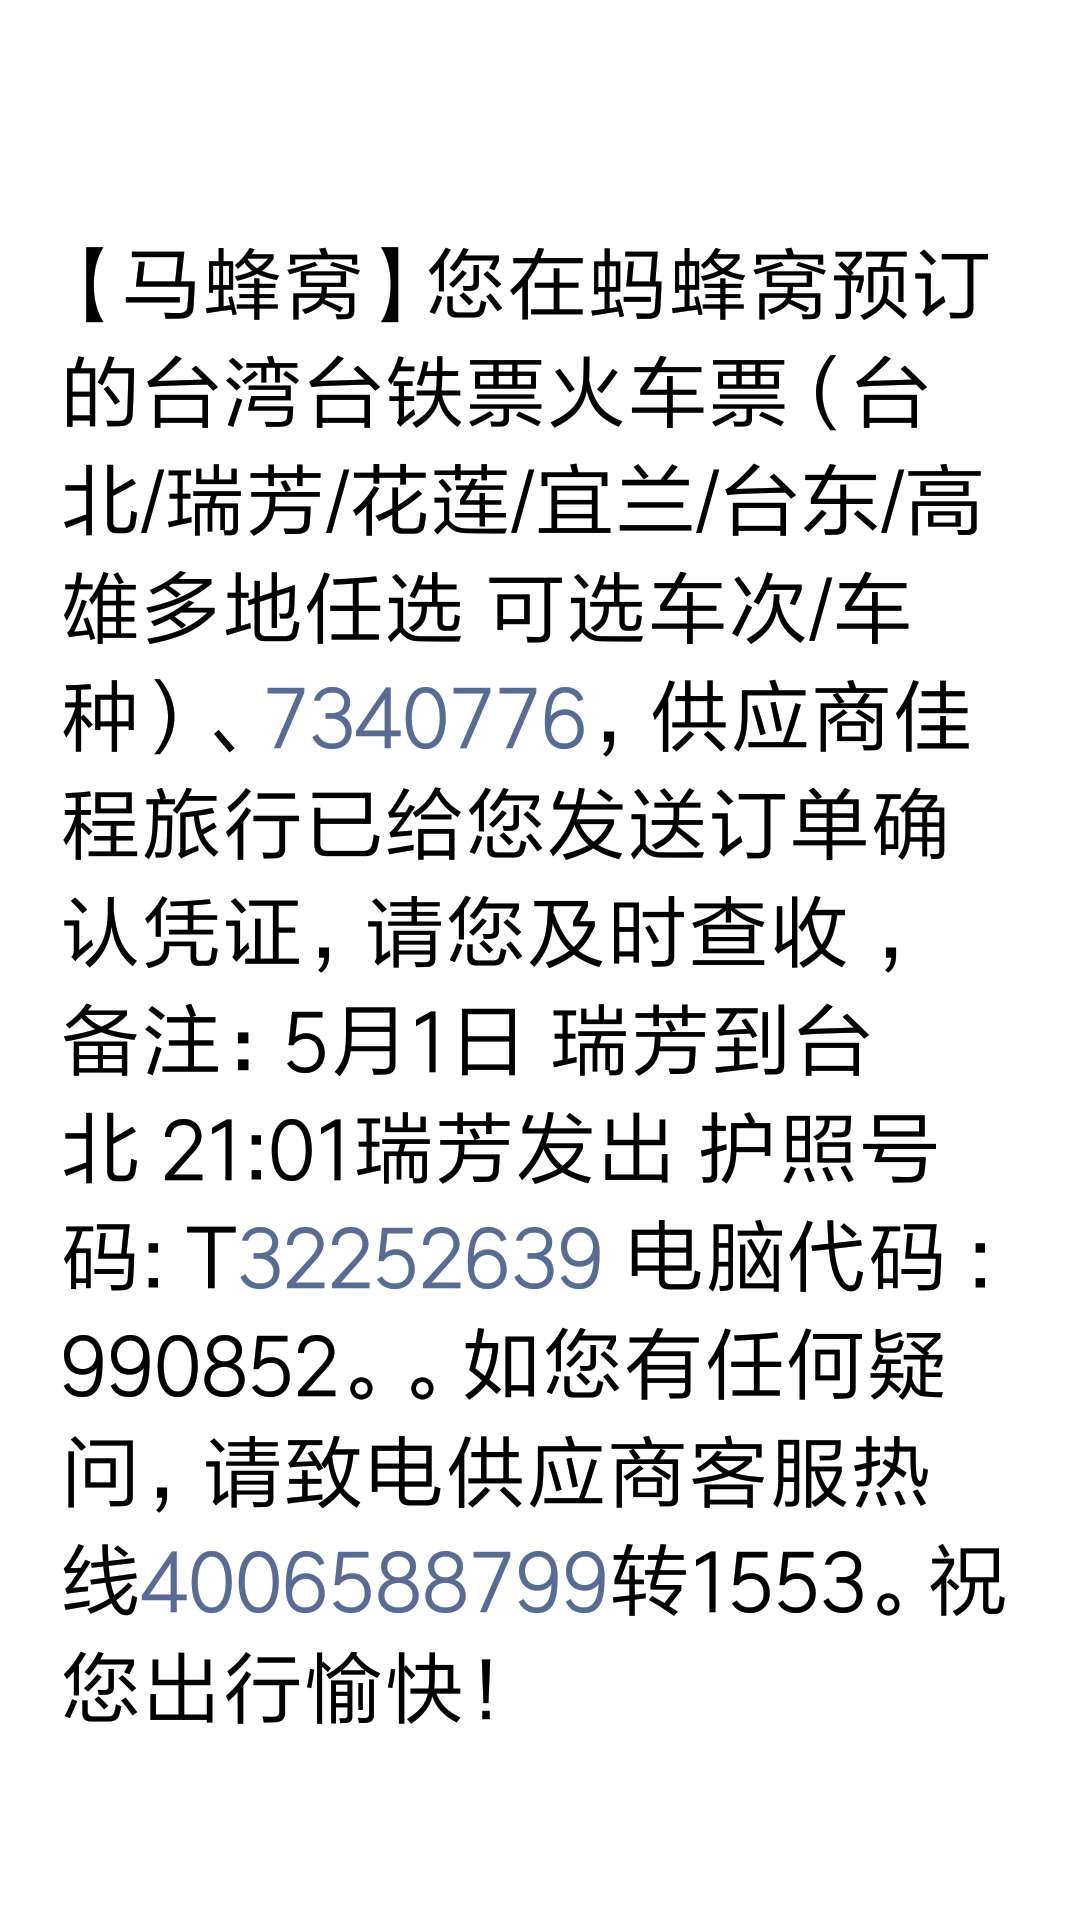 【马蜂窝】您在蚂蜂窝预订
的台湾台铁票火车票（台
北/瑞芳/花莲/宜兰/台东/高
雄多地任选 可选车次/车
种）、7340776，供应商佳
程旅行已给您发送订单确
认凭证，请您及时查收 ，
备注：5月1日 瑞芳到台
北 21:01瑞芳发出 护照号
码: T32252639 电脑代码 :
990852。。如您有任何疑
问，请致电供应商客服热
线4006588799转1553。祝
您出行愉快！